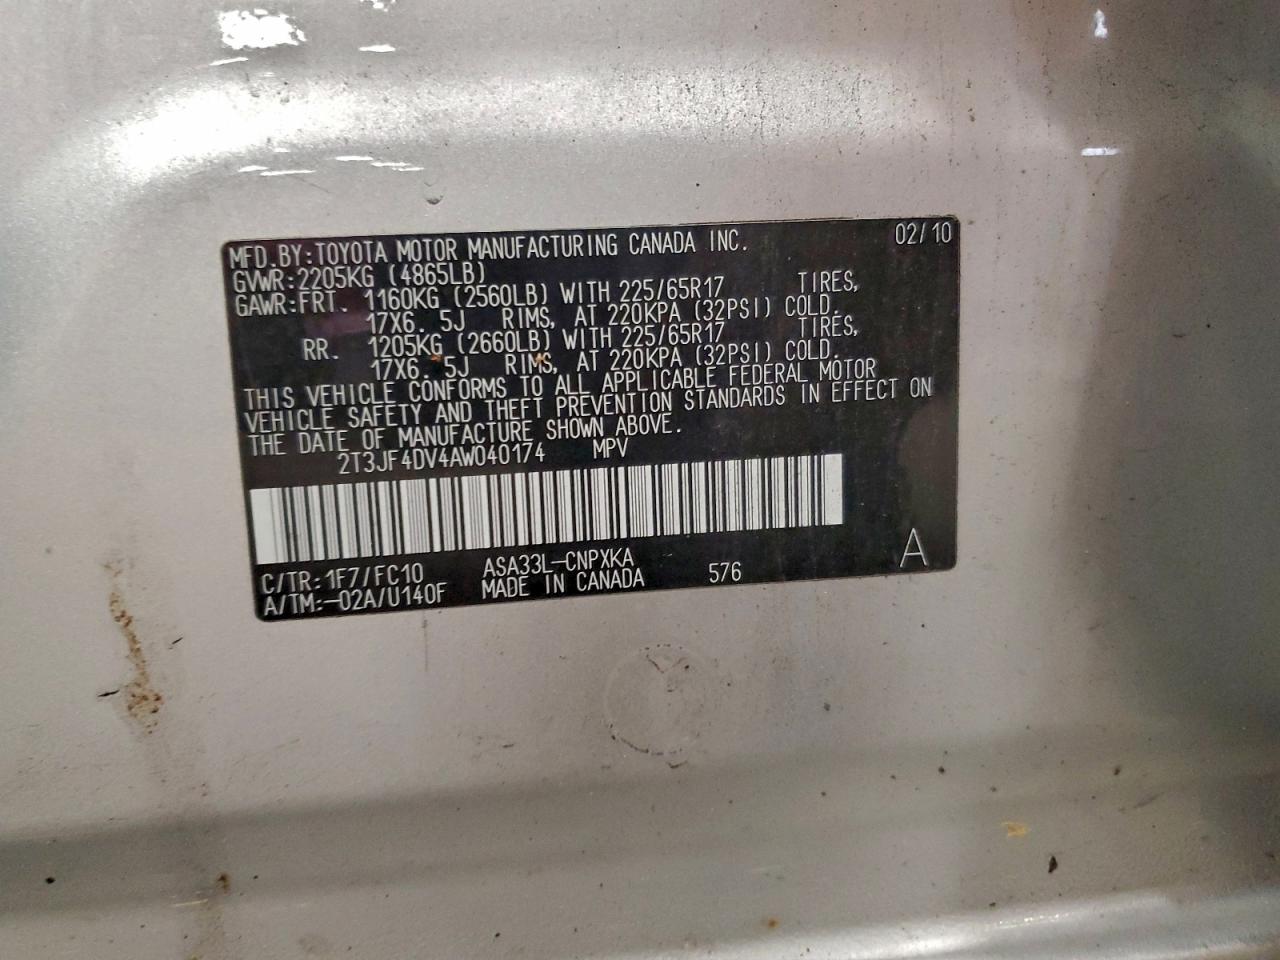 MFD.BY:TOYOTA MOTOR MANUFACTURING CANADA INC. 02/10
GVWR:2205KG (4865LB)
GAWR:FRT. 1160KG (2560LB) WITH 225/65R17 TIRES,
17X6.5J RIMS, AT 220KPA (32PSI) COLD.
RR. 1205KG (2660LB) WITH 225/65R17 TIRES,
17X6.5J RIMS, AT 220KPA (32PSI) COLD.
THIS VEHICLE CONFORMS TO ALL APPLICABLE FEDERAL MOTOR
VEHICLE SAFETY AND THEFT PREVENTION STANDARDS IN EFFECT ON
THE DATE OF MANUFACTURE SHOWN ABOVE.
2T3JF4DV4AW040174 MPV
C/TR:1F7/FC10 ASA33L-CNPXKA 576 A
A/TM:-02A/U140F MADE IN CANADA